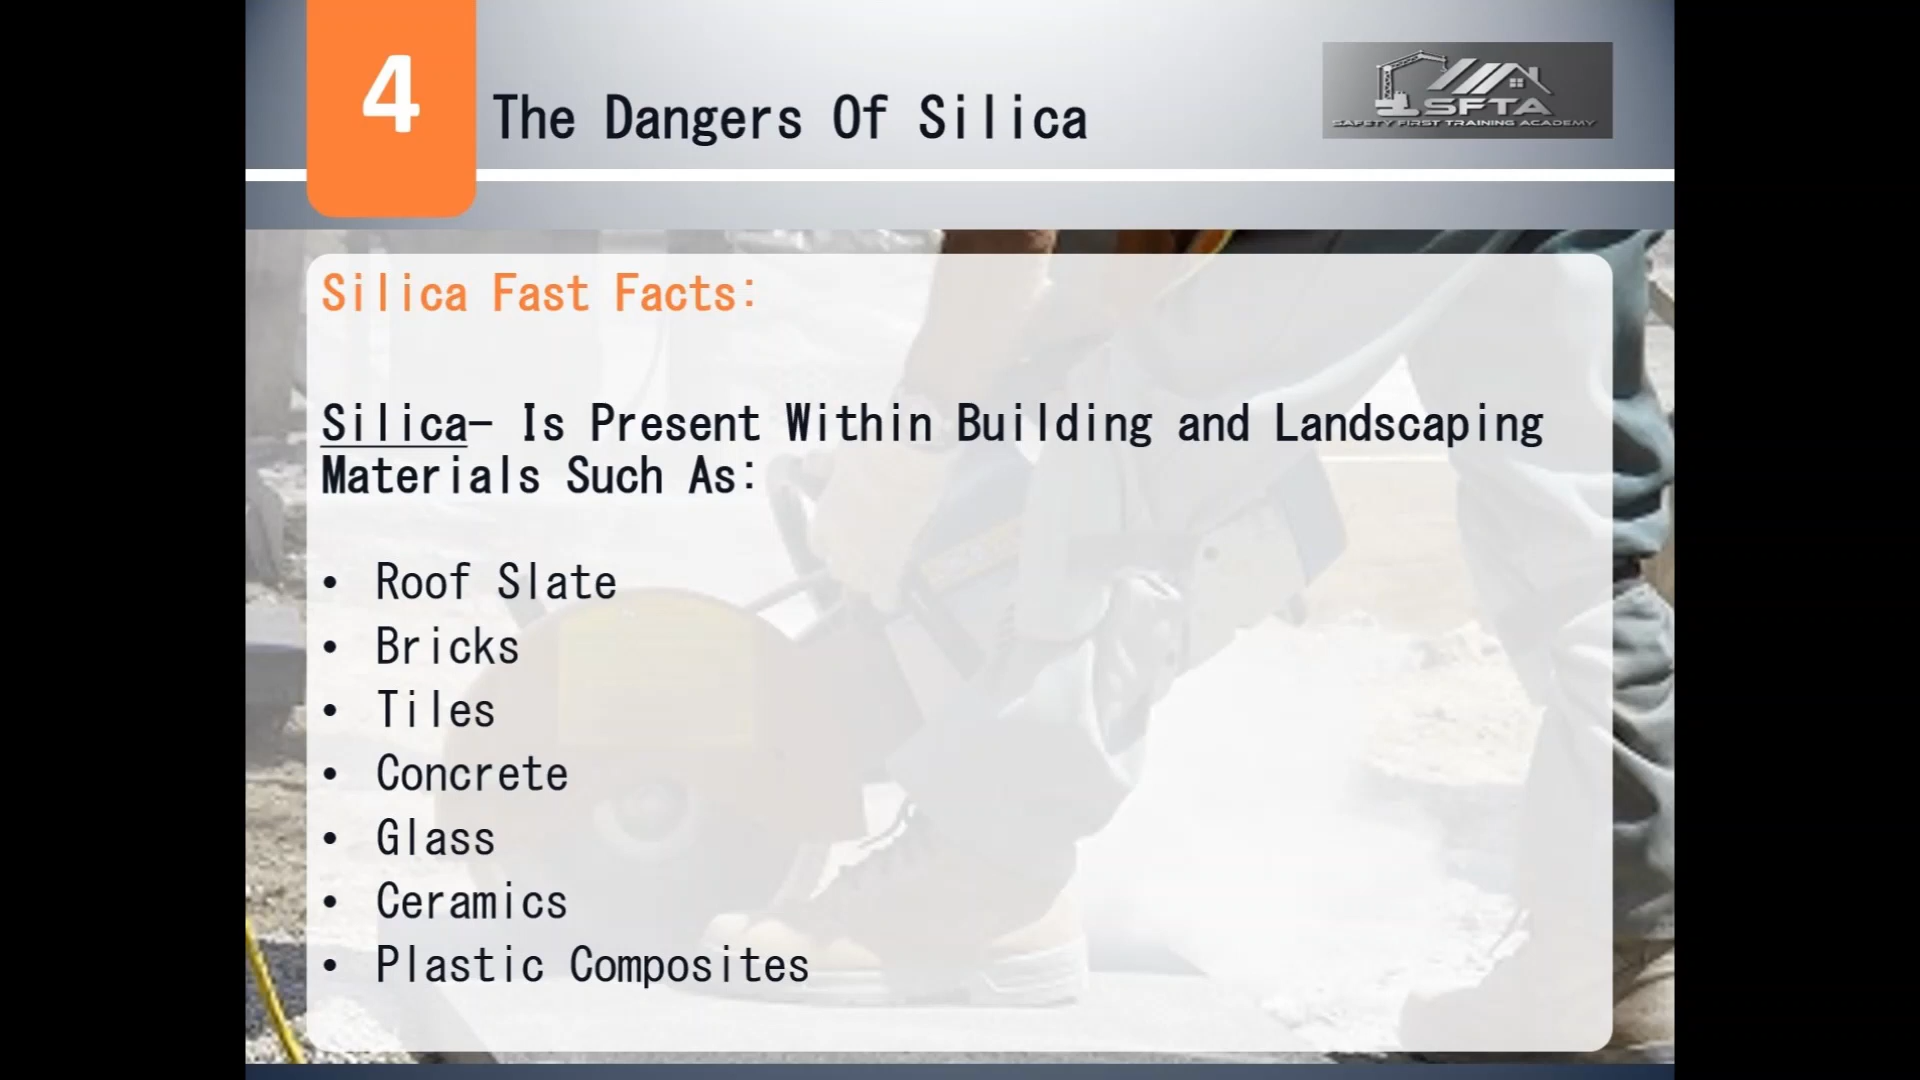 4
The Dangers Of Silica
SFTA
SAFETY FIRST TRAINING ACADEMY
Silica Fast Facts:
Silica- Is Present Within Building and Landscaping
Materials Such As:
• Roof Slate
• Bricks
• Tiles
• Concrete
• Glass
• Ceramics
• Plastic Composites